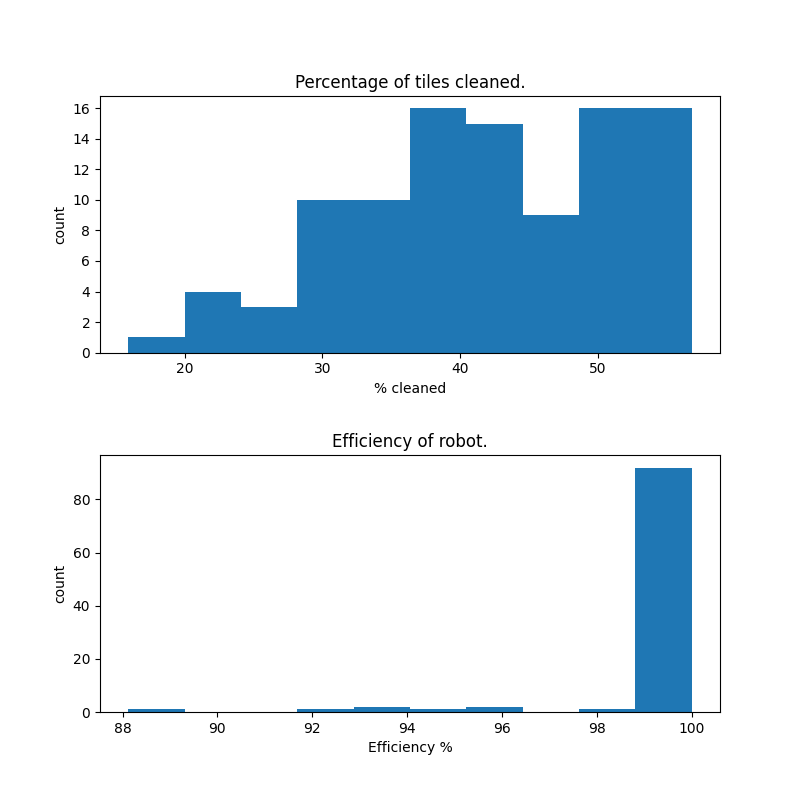 Percentage of tiles cleaned.
16
14
12
10
8
6
4
2
0
count
20 30 40 50
% cleaned
Efficiency of robot.
80
60
40
20
0
count
88 90 92 94 96 98 100
Efficiency %